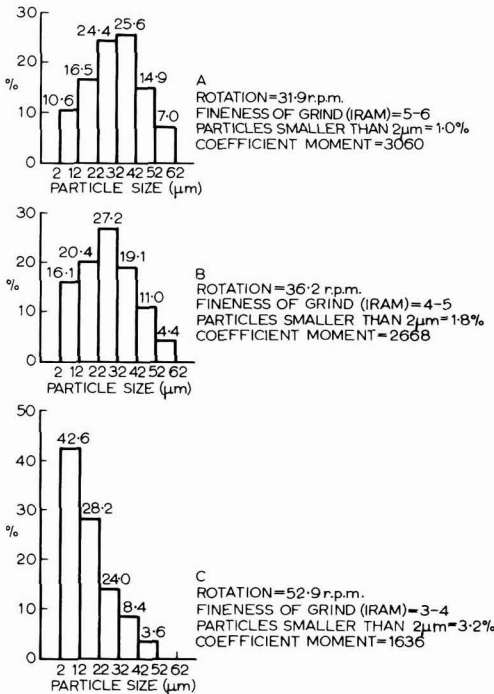 30
20
10
0
%
10·6
16·5
24·4
25·6
14·9
7·0
2 12 22 32 42 52 62
PARTICLE SIZE (µm)
A
ROTATION=31·9 r.p.m.
FINENESS OF GRIND (IRAM)=5-6
PARTICLES SMALLER THAN 2µm=1·0%
COEFFICIENT MOMENT=3060
30
20
10
0
%
16·1
20·4
27·2
19·1
11·0
4·4
2 12 22 32 42 52 62
PARTICLE SIZE (µm)
B
ROTATION=36·2 r.p.m.
FINENESS OF GRIND (IRAM)=4-5
PARTICLES SMALLER THAN 2µm=1·8%
COEFFICIENT MOMENT=2668
50
40
30
20
10
0
%
42·6
28·2
24·0
8·4
3·6
2 12 22 32 42 52 62
PARTICLE SIZE (µm)
C
ROTATION=52·9 r.p.m.
FINENESS OF GRIND (IRAM)=3-4
PARTICLES SMALLER THAN 2µm=3·2%
COEFFICIENT MOMENT=1636